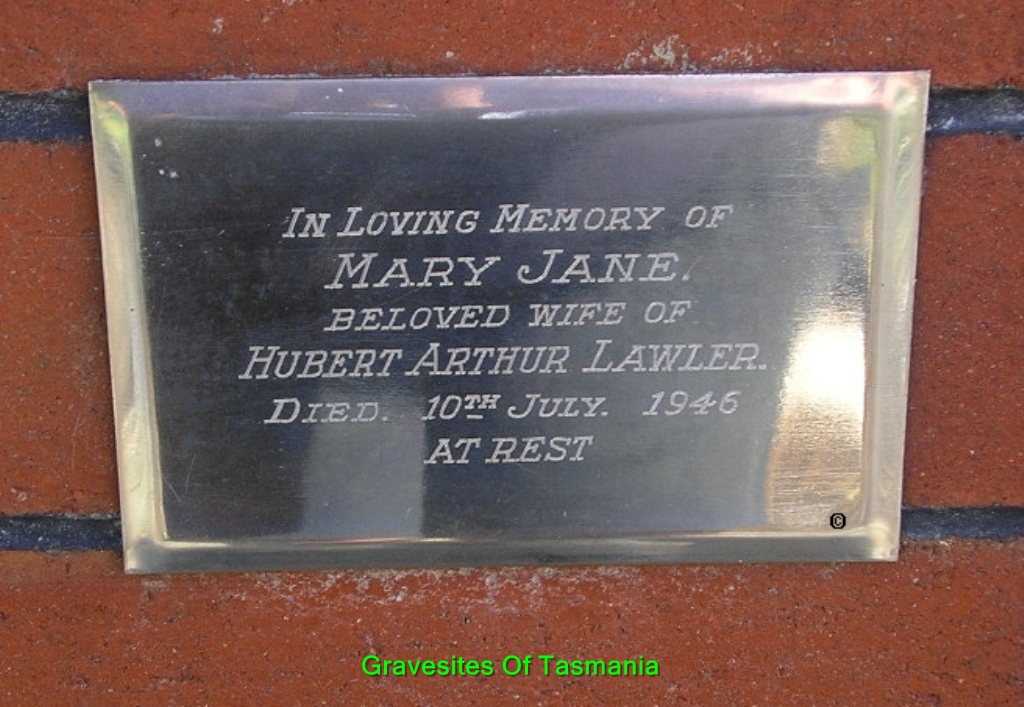 IN LOVING MEMORY OF
MARY JANE.
BELOVED WIFE OF
HUBERT ARTHUR LAWLER.
DIED. 10TH JULY. 1946
AT REST
©
Gravesites Of Tasmania